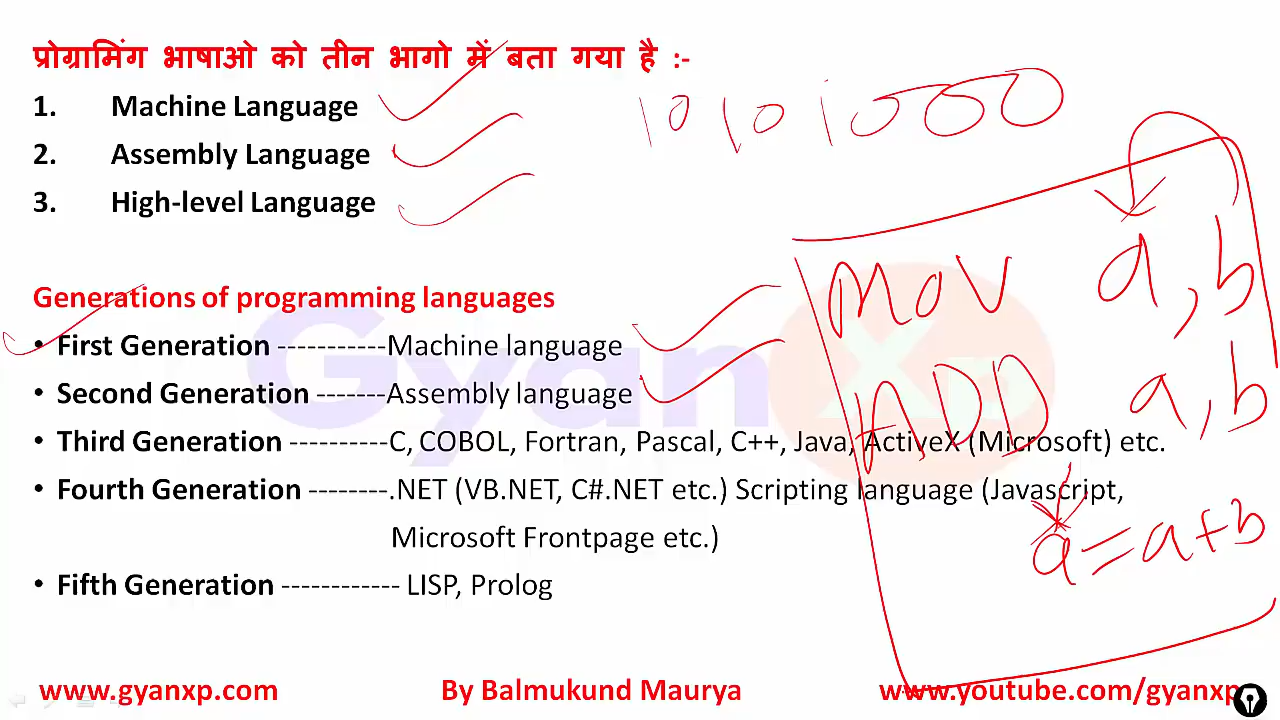 प्रोग्रामिंग भाषाओ को तीन भागो में बता गया है :-
1. Machine Language
2. Assembly Language
3. High-level Language
10101000
Generations of programming languages
• First Generation -----------Machine language
• Second Generation -------Assembly language
• Third Generation ----------C, COBOL, Fortran, Pascal, C++, Java, ActiveX (Microsoft) etc.
• Fourth Generation --------.NET (VB.NET, C#.NET etc.) Scripting language (Javascript,
Microsoft Frontpage etc.)
• Fifth Generation ------------ LISP, Prolog
MOV a,b
ADD a,b
a=a+b
GyanXp
www.gyanxp.com By Balmukund Maurya www.youtube.com/gyanxp